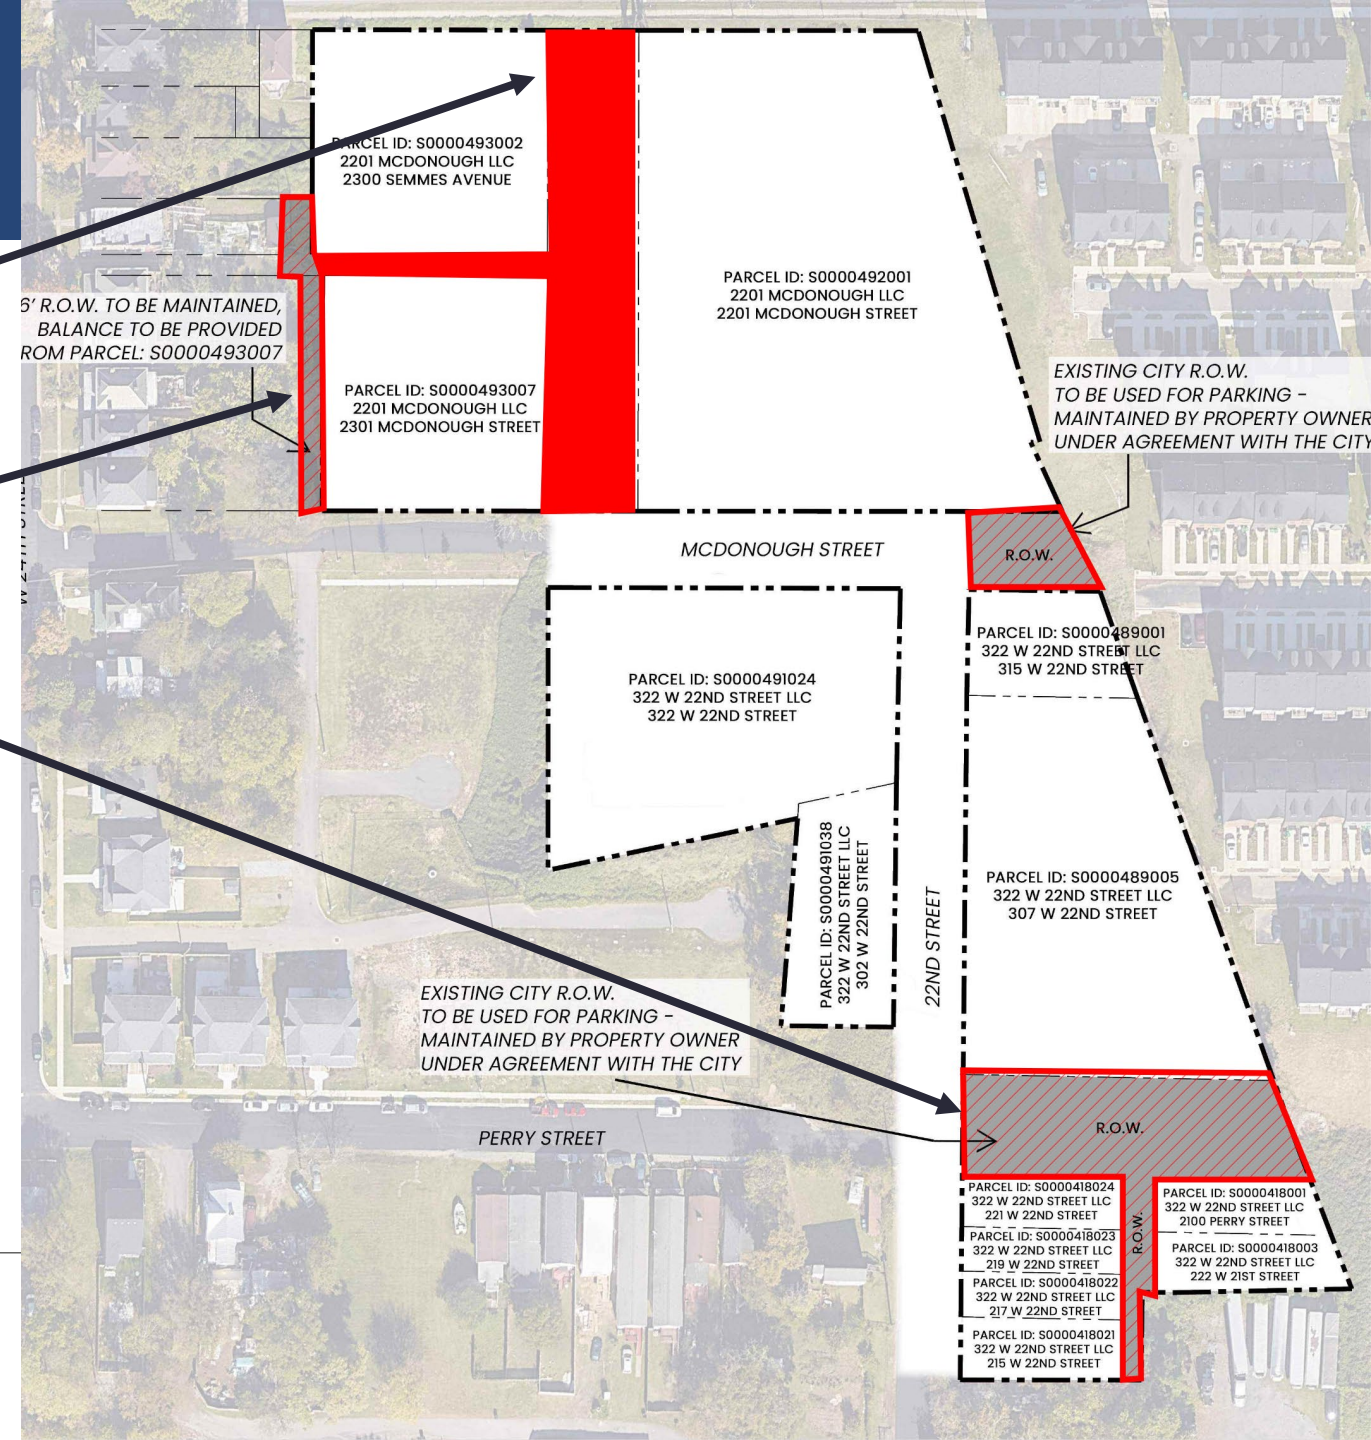 PARCEL ID: S0000493002
2201 MCDONOUGH LLC
2300 SEMMES AVENUE
PARCEL ID: S0000492001
2201 MCDONOUGH LLC
2201 MCDONOUGH STREET
6' R.O.W. TO BE MAINTAINED,
BALANCE TO BE PROVIDED
ROM PARCEL: S0000493007
PARCEL ID: S0000493007
2201 MCDONOUGH LLC
2301 MCDONOUGH STREET
EXISTING CITY R.O.W.
TO BE USED FOR PARKING -
MAINTAINED BY PROPERTY OWNER
UNDER AGREEMENT WITH THE CITY
W 24TH STREE
MCDONOUGH STREET
R.O.W.
PARCEL ID: S0000489001
322 W 22ND STREET LLC
315 W 22ND STREET
PARCEL ID: S0000491024
322 W 22ND STREET LLC
322 W 22ND STREET
PARCEL ID: S0000491038
322 W 22ND STREET LLC
302 W 22ND STREET
22ND STREET
PARCEL ID: S0000489005
322 W 22ND STREET LLC
307 W 22ND STREET
EXISTING CITY R.O.W.
TO BE USED FOR PARKING -
MAINTAINED BY PROPERTY OWNER
UNDER AGREEMENT WITH THE CITY
PERRY STREET
R.O.W.
PARCEL ID: S0000418024
322 W 22ND STREET LLC
221 W 22ND STREET
PARCEL ID: S0000418023
322 W 22ND STREET LLC
219 W 22ND STREET
PARCEL ID: S0000418022
322 W 22ND STREET LLC
217 W 22ND STREET
PARCEL ID: S0000418021
322 W 22ND STREET LLC
215 W 22ND STREET
R.O.W.
PARCEL ID: S0000418001
322 W 22ND STREET LLC
2100 PERRY STREET
PARCEL ID: S0000418003
322 W 22ND STREET LLC
222 W 21ST STREET